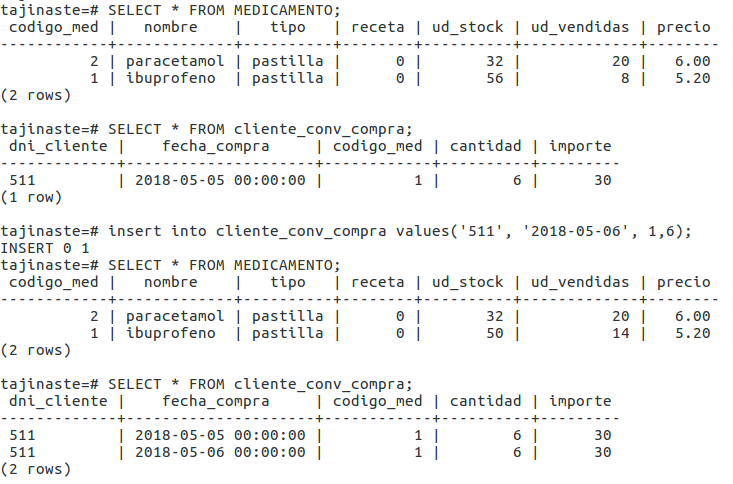 tajinaste=# SELECT * FROM MEDICAMENTO;
 codigo_med |   nombre    |   tipo   | receta | ud_stock | ud_vendidas | precio
------------+-------------+----------+--------+----------+-------------+--------
          2 | paracetamol | pastilla |      0 |       32 |          20 |   6.00
          1 | ibuprofeno  | pastilla |      0 |       56 |           8 |   5.20
(2 rows)

tajinaste=# SELECT * FROM cliente_conv_compra;
 dni_cliente |    fecha_compra     | codigo_med | cantidad | importe
-------------+---------------------+------------+----------+---------
 511         | 2018-05-05 00:00:00 |          1 |        6 |      30
(1 row)

tajinaste=# insert into cliente_conv_compra values('511', '2018-05-06', 1,6);
INSERT 0 1
tajinaste=# SELECT * FROM MEDICAMENTO;
 codigo_med |   nombre    |   tipo   | receta | ud_stock | ud_vendidas | precio
------------+-------------+----------+--------+----------+-------------+--------
          2 | paracetamol | pastilla |      0 |       32 |          20 |   6.00
          1 | ibuprofeno  | pastilla |      0 |       50 |          14 |   5.20
(2 rows)

tajinaste=# SELECT * FROM cliente_conv_compra;
 dni_cliente |    fecha_compra     | codigo_med | cantidad | importe
-------------+---------------------+------------+----------+---------
 511         | 2018-05-05 00:00:00 |          1 |        6 |      30
 511         | 2018-05-06 00:00:00 |          1 |        6 |      30
(2 rows)